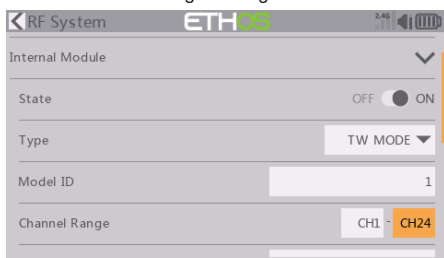 RF System ETHOS 2.4G
Internal Module
State OFF ON
Type TW MODE
Model ID 1
Channel Range CH1 - CH24